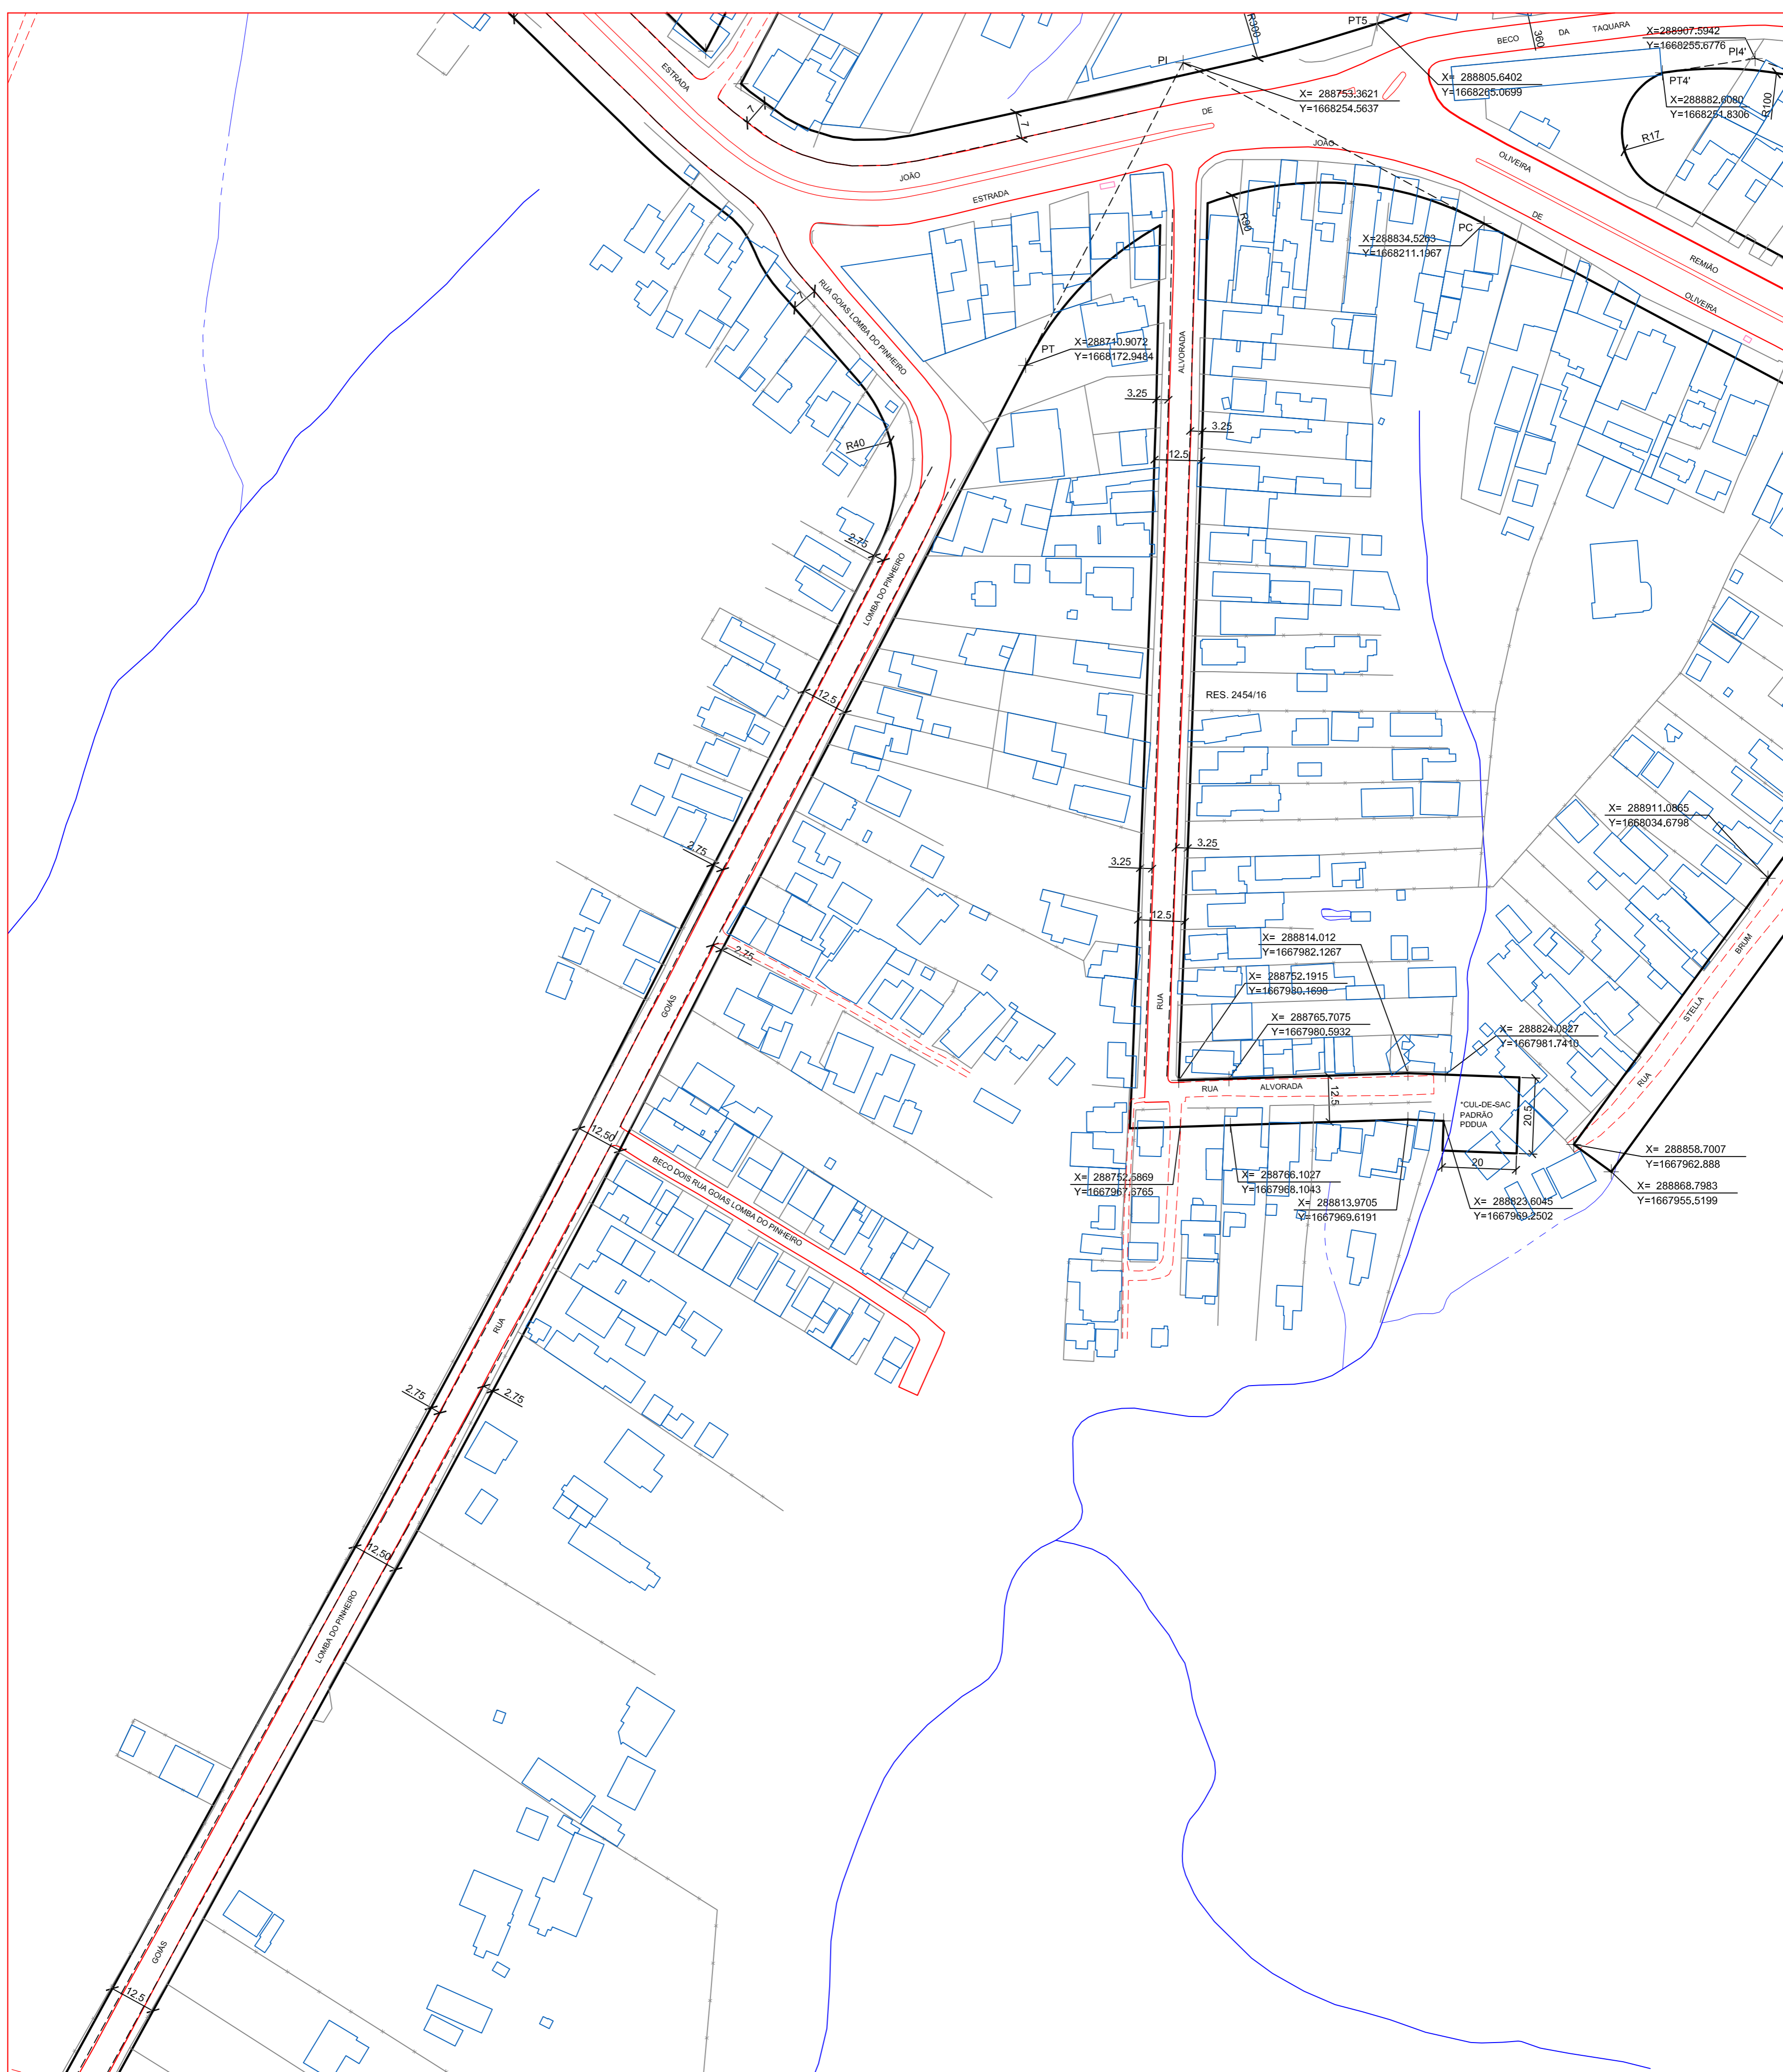 PT5
R300
360
BECO
DA
TAQUARA
X=288907.5942
Y=1668255.6776
PI4'
PI
ESTRADA
X= 288805.6402
Y=1668265.0699
PT4'
X=288882.6080
Y=1668251.8306
R100
X= 288753.3621
Y=1668254.5637
7
7
DE
R17
JOÃO
OLIVEIRA
JOÃO
ESTRADA
R90
DE
PC
X=288834.5263
Y=1668211.1967
REMIÃO
OLIVEIRA
7
RUA GOIAS LOMBA DO PINHEIRO
PT
X=288710.9072
Y=1668172.9484
ALVORADA
3.25
3.25
R40
12.5
2.75
LOMBA DO PINHEIRO
RES. 2454/16
12.5
X= 288911.0865
Y=1668034.6798
2.75
3.25
3.25
12.5
X= 288814.012
Y=1667982.1267
BRUM
2.75
X= 288752.1915
Y=1667980.1698
GOIÁS
RUA
STELLA
X= 288765.7075
Y=1667980.5932
X= 288824.0827
Y=1667981.7410
RUA
RUA
ALVORADA
12.5
*CUL-DE-SAC
PADRÃO
PDDUA
20.5
12.50
X= 288858.7007
Y=1667962.888
BECO DOIS RUA GOIAS LOMBA DO PINHEIRO
20
X= 288752.5869
Y=1667967.6765
X= 288766.1027
Y=1667968.1043
X= 288868.7983
Y=1667955.5199
X= 288813.9705
Y=1667969.6191
X= 288823.6045
Y=1667969.2502
RUA
2.75
2.75
12.50
LOMBA DO PINHEIRO
GOIÁS
12.5